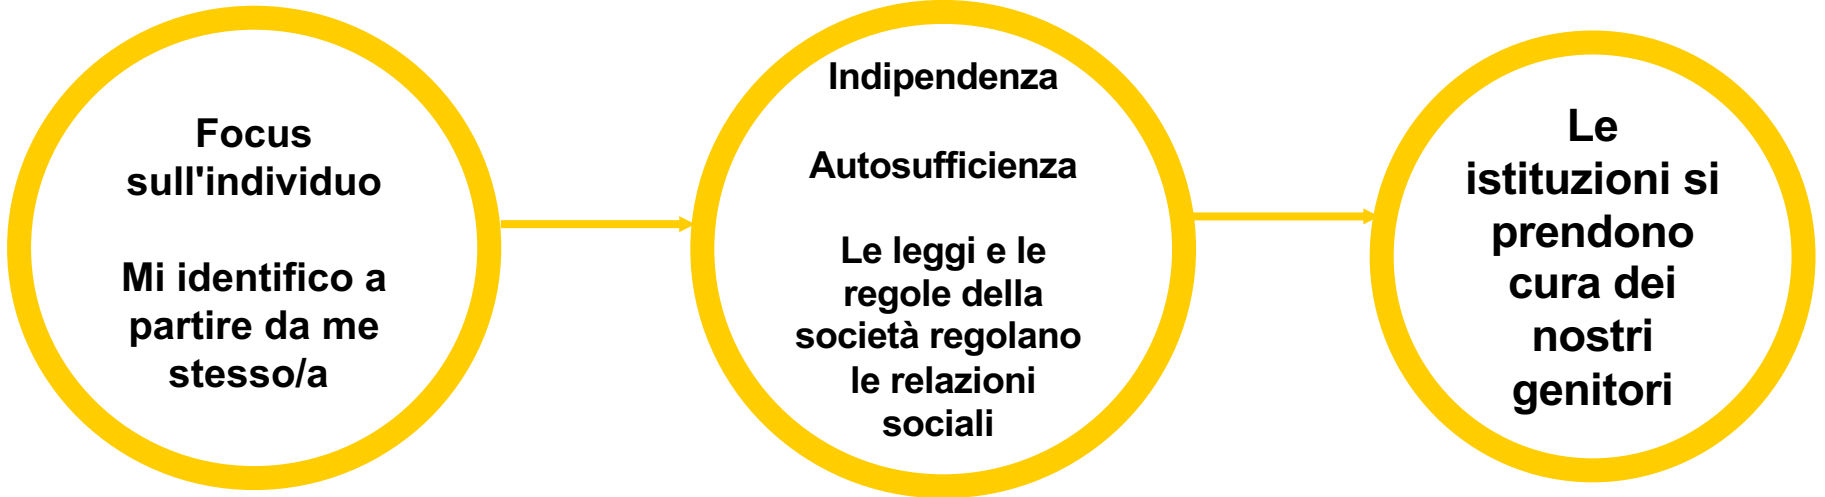 Focus
sull'individuo
Mi identifico a
partire da me
stesso/a
Indipendenza
Autosufficienza
Le leggi e le
regole della
società regolano
le relazioni
sociali
Le
istituzioni si
prendono
cura dei
nostri
genitori